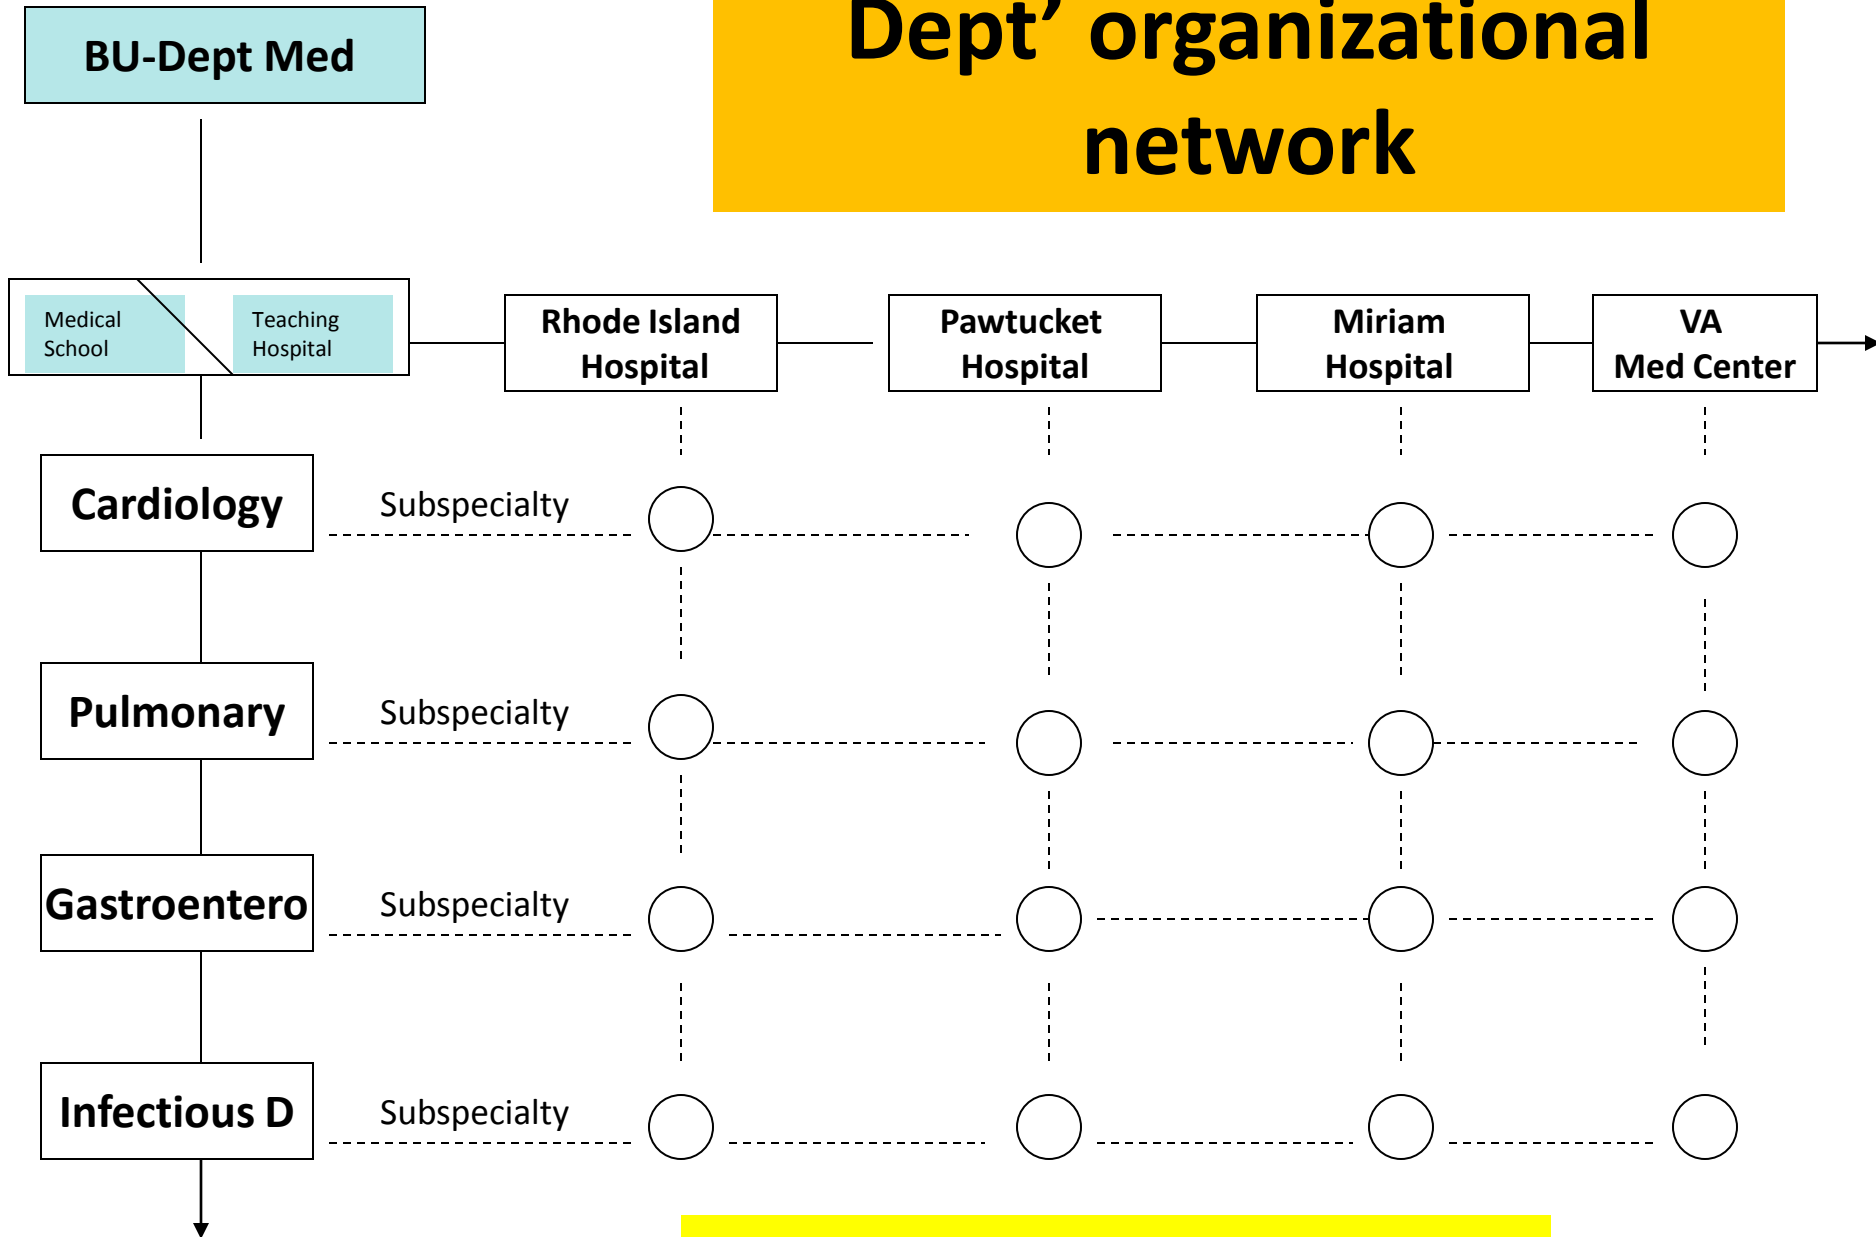 BU-Dept Med
Dept’ organizational
network
Medical
School
Teaching
Hospital
Rhode Island
Hospital
Pawtucket
Hospital
Miriam
Hospital
VA
Med Center
Cardiology
Subspecialty
Pulmonary
Subspecialty
Gastroentero
Subspecialty
Infectious D
Subspecialty